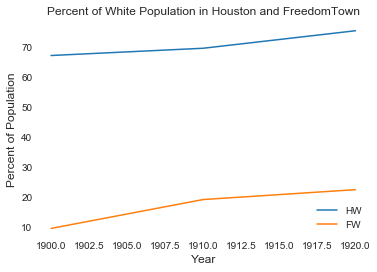 Percent of White Population in Houston and FreedomTown
Percent of Population
70
60
50
40
30
20
10
HW
FW
1900.0 1902.5 1905.0 1907.5 1910.0 1912.5 1915.0 1917.5 1920.0
Year